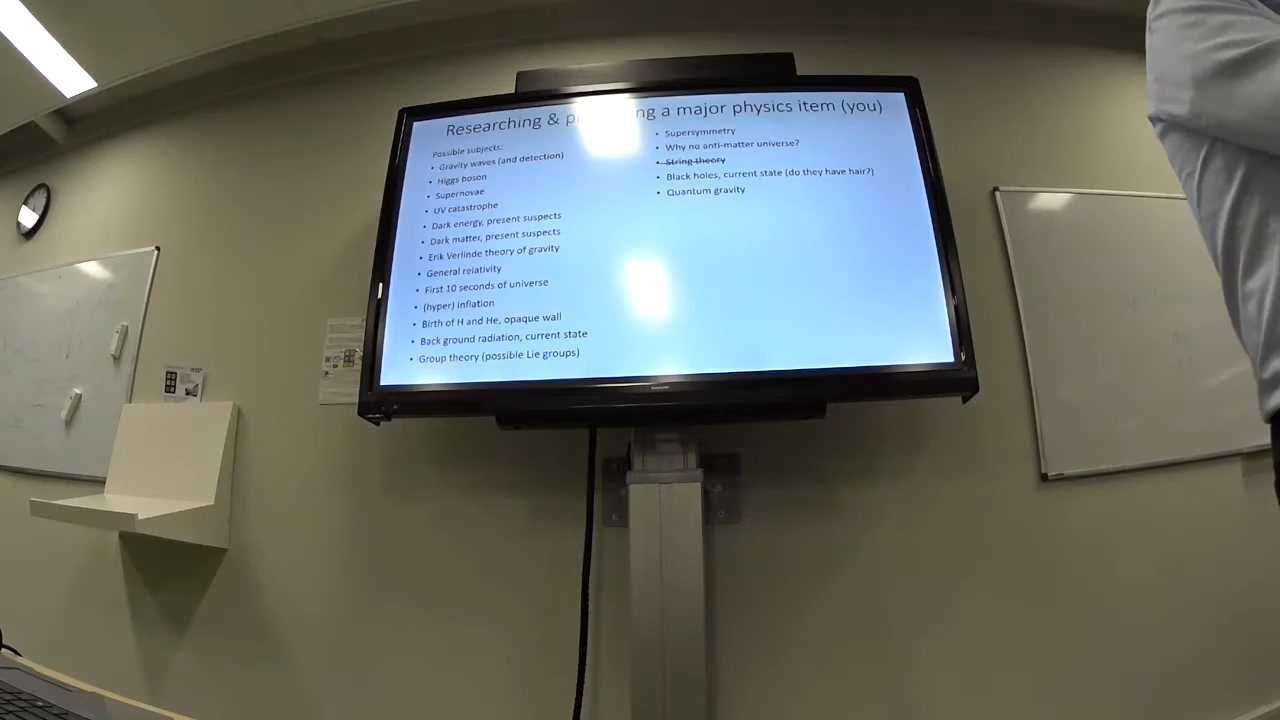 Researching & p ng a major physics item (you)
Possible subjects:
• Gravity waves (and detection)
• Higgs boson
• Supernovae
• UV catastrophe
• Dark energy, present suspects
• Dark matter, present suspects
• Erik Verlinde theory of gravity
• General relativity
• First 10 seconds of universe
• (hyper) inflation
• Birth of H and He, opaque wall
• Back ground radiation, current state
• Group theory (possible Lie groups)
• Supersymmetry
• Why no anti-matter universe?
• String theory
• Black holes, current state (do they have hair?)
• Quantum gravity